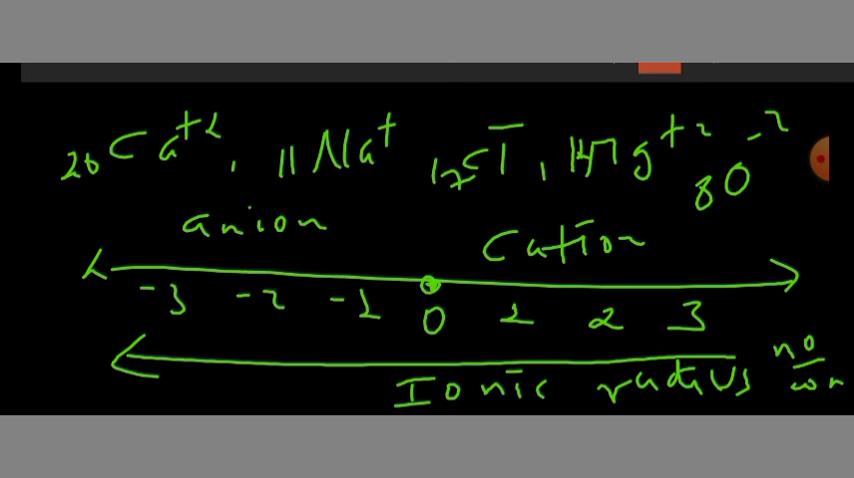 20Ca+2, 11Na+ 17Cl-, 12Mg+2 8O-2
anion Cation
-3 -2 -1 0 1 2 3
Ionic radius no